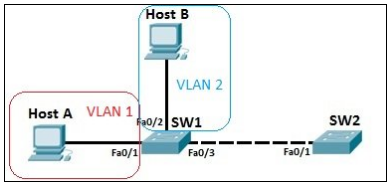 Host B
VLAN 2
Host A
VLAN 1
Fa0/2
SW1
SW2
Fa0/1
Fa0/3
Fa0/1